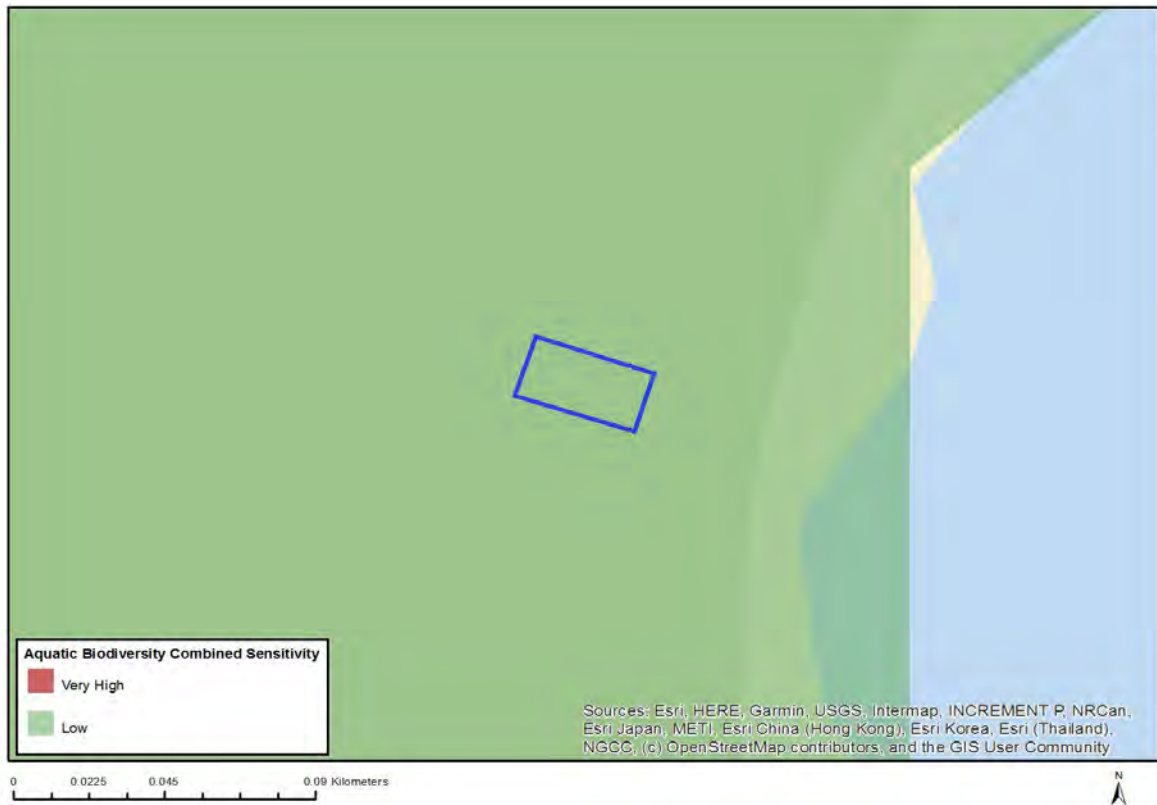 Aquatic Biodiversity Combined Sensitivity
Very High
Low
Sources: Esri, HERE, Garmin, USGS, Intermap, INCREMENT P, NRCan,
Esri Japan, METI, Esri China (Hong Kong), Esri Korea, Esri (Thailand),
NGCC, (c) OpenStreetMap contributors, and the GIS User Community
0 0.0225 0.045 0.09 Kilometers
N